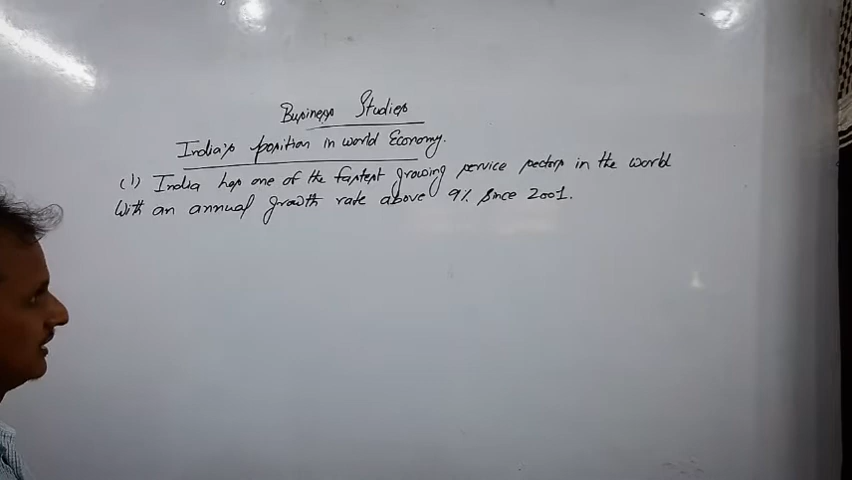 Business Studies
India's position in world Economy.
(1) India has one of the fastest growing service sectors in the world
with an annual growth rate above 9% since 2001.